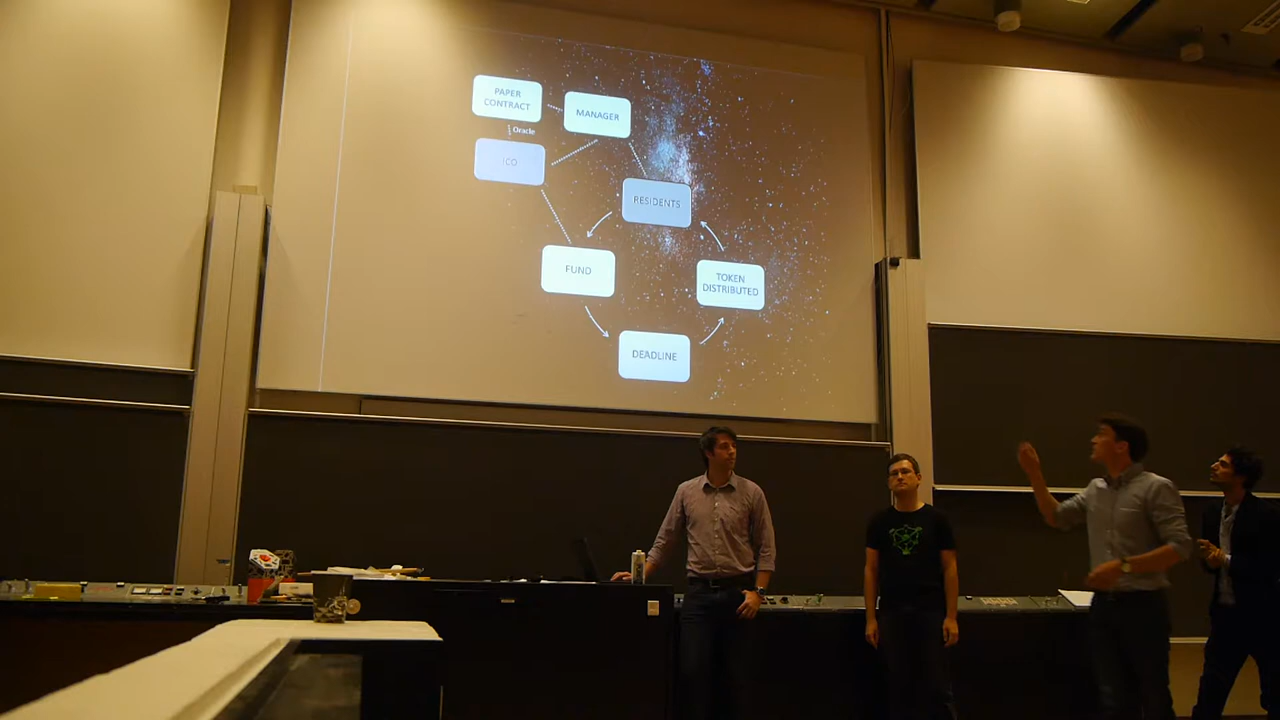 PAPER
CONTRACT
MANAGER
Oracle
ICO
RESIDENTS
FUND
TOKEN
DISTRIBUTED
DEADLINE